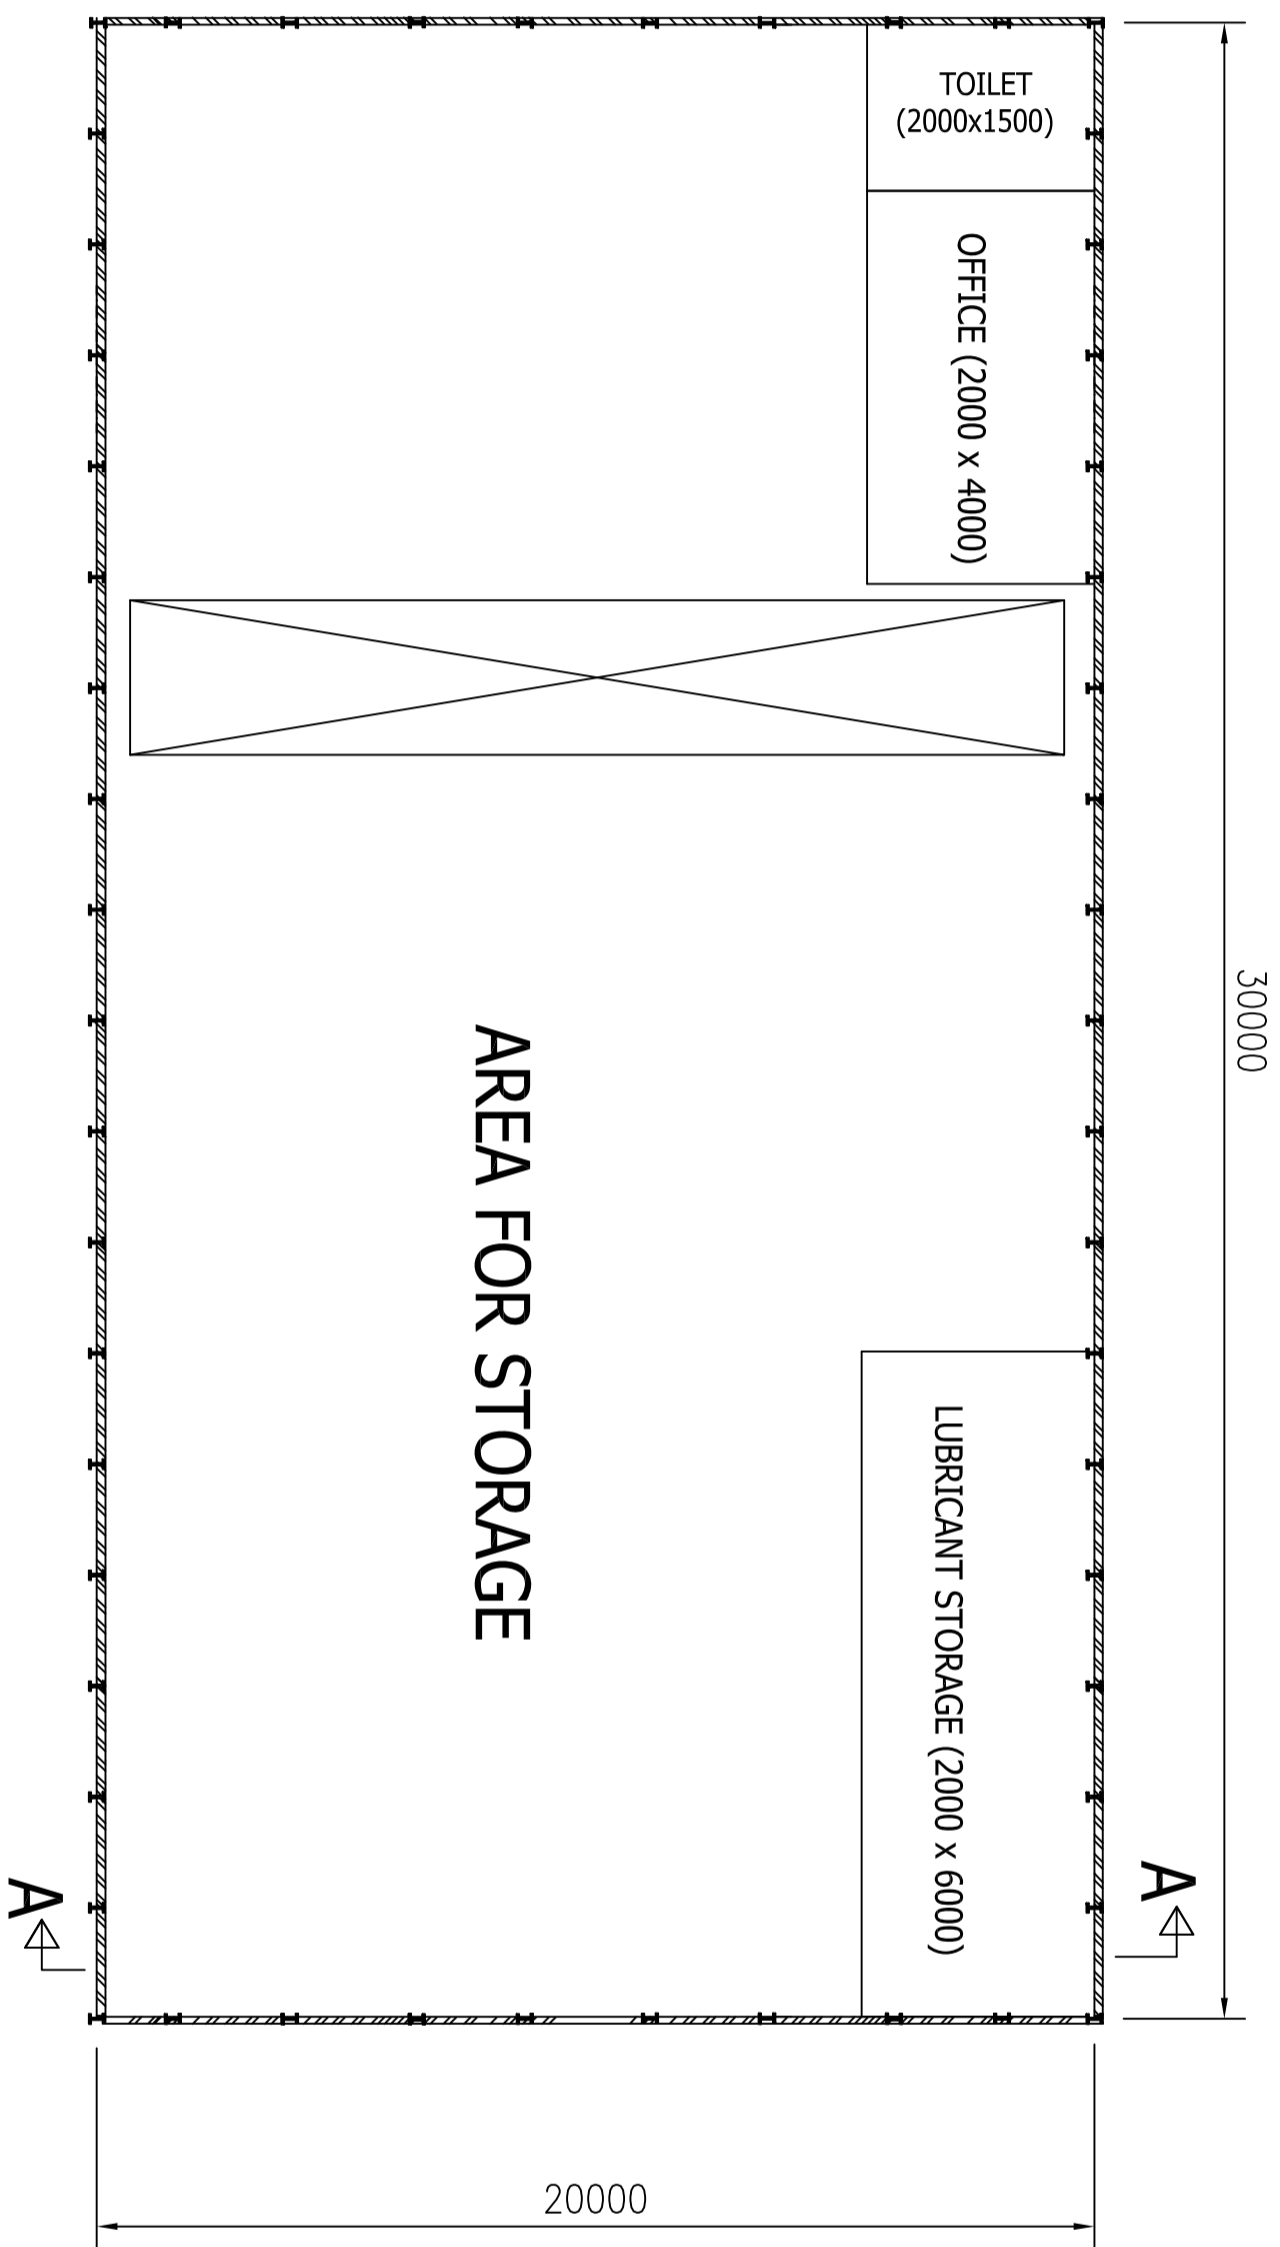 TOILET
(2000x1500)
OFFICE (2000 x 4000)
30000
AREA FOR STORAGE
LUBRICANT STORAGE (2000 x 6000)
A
A
20000